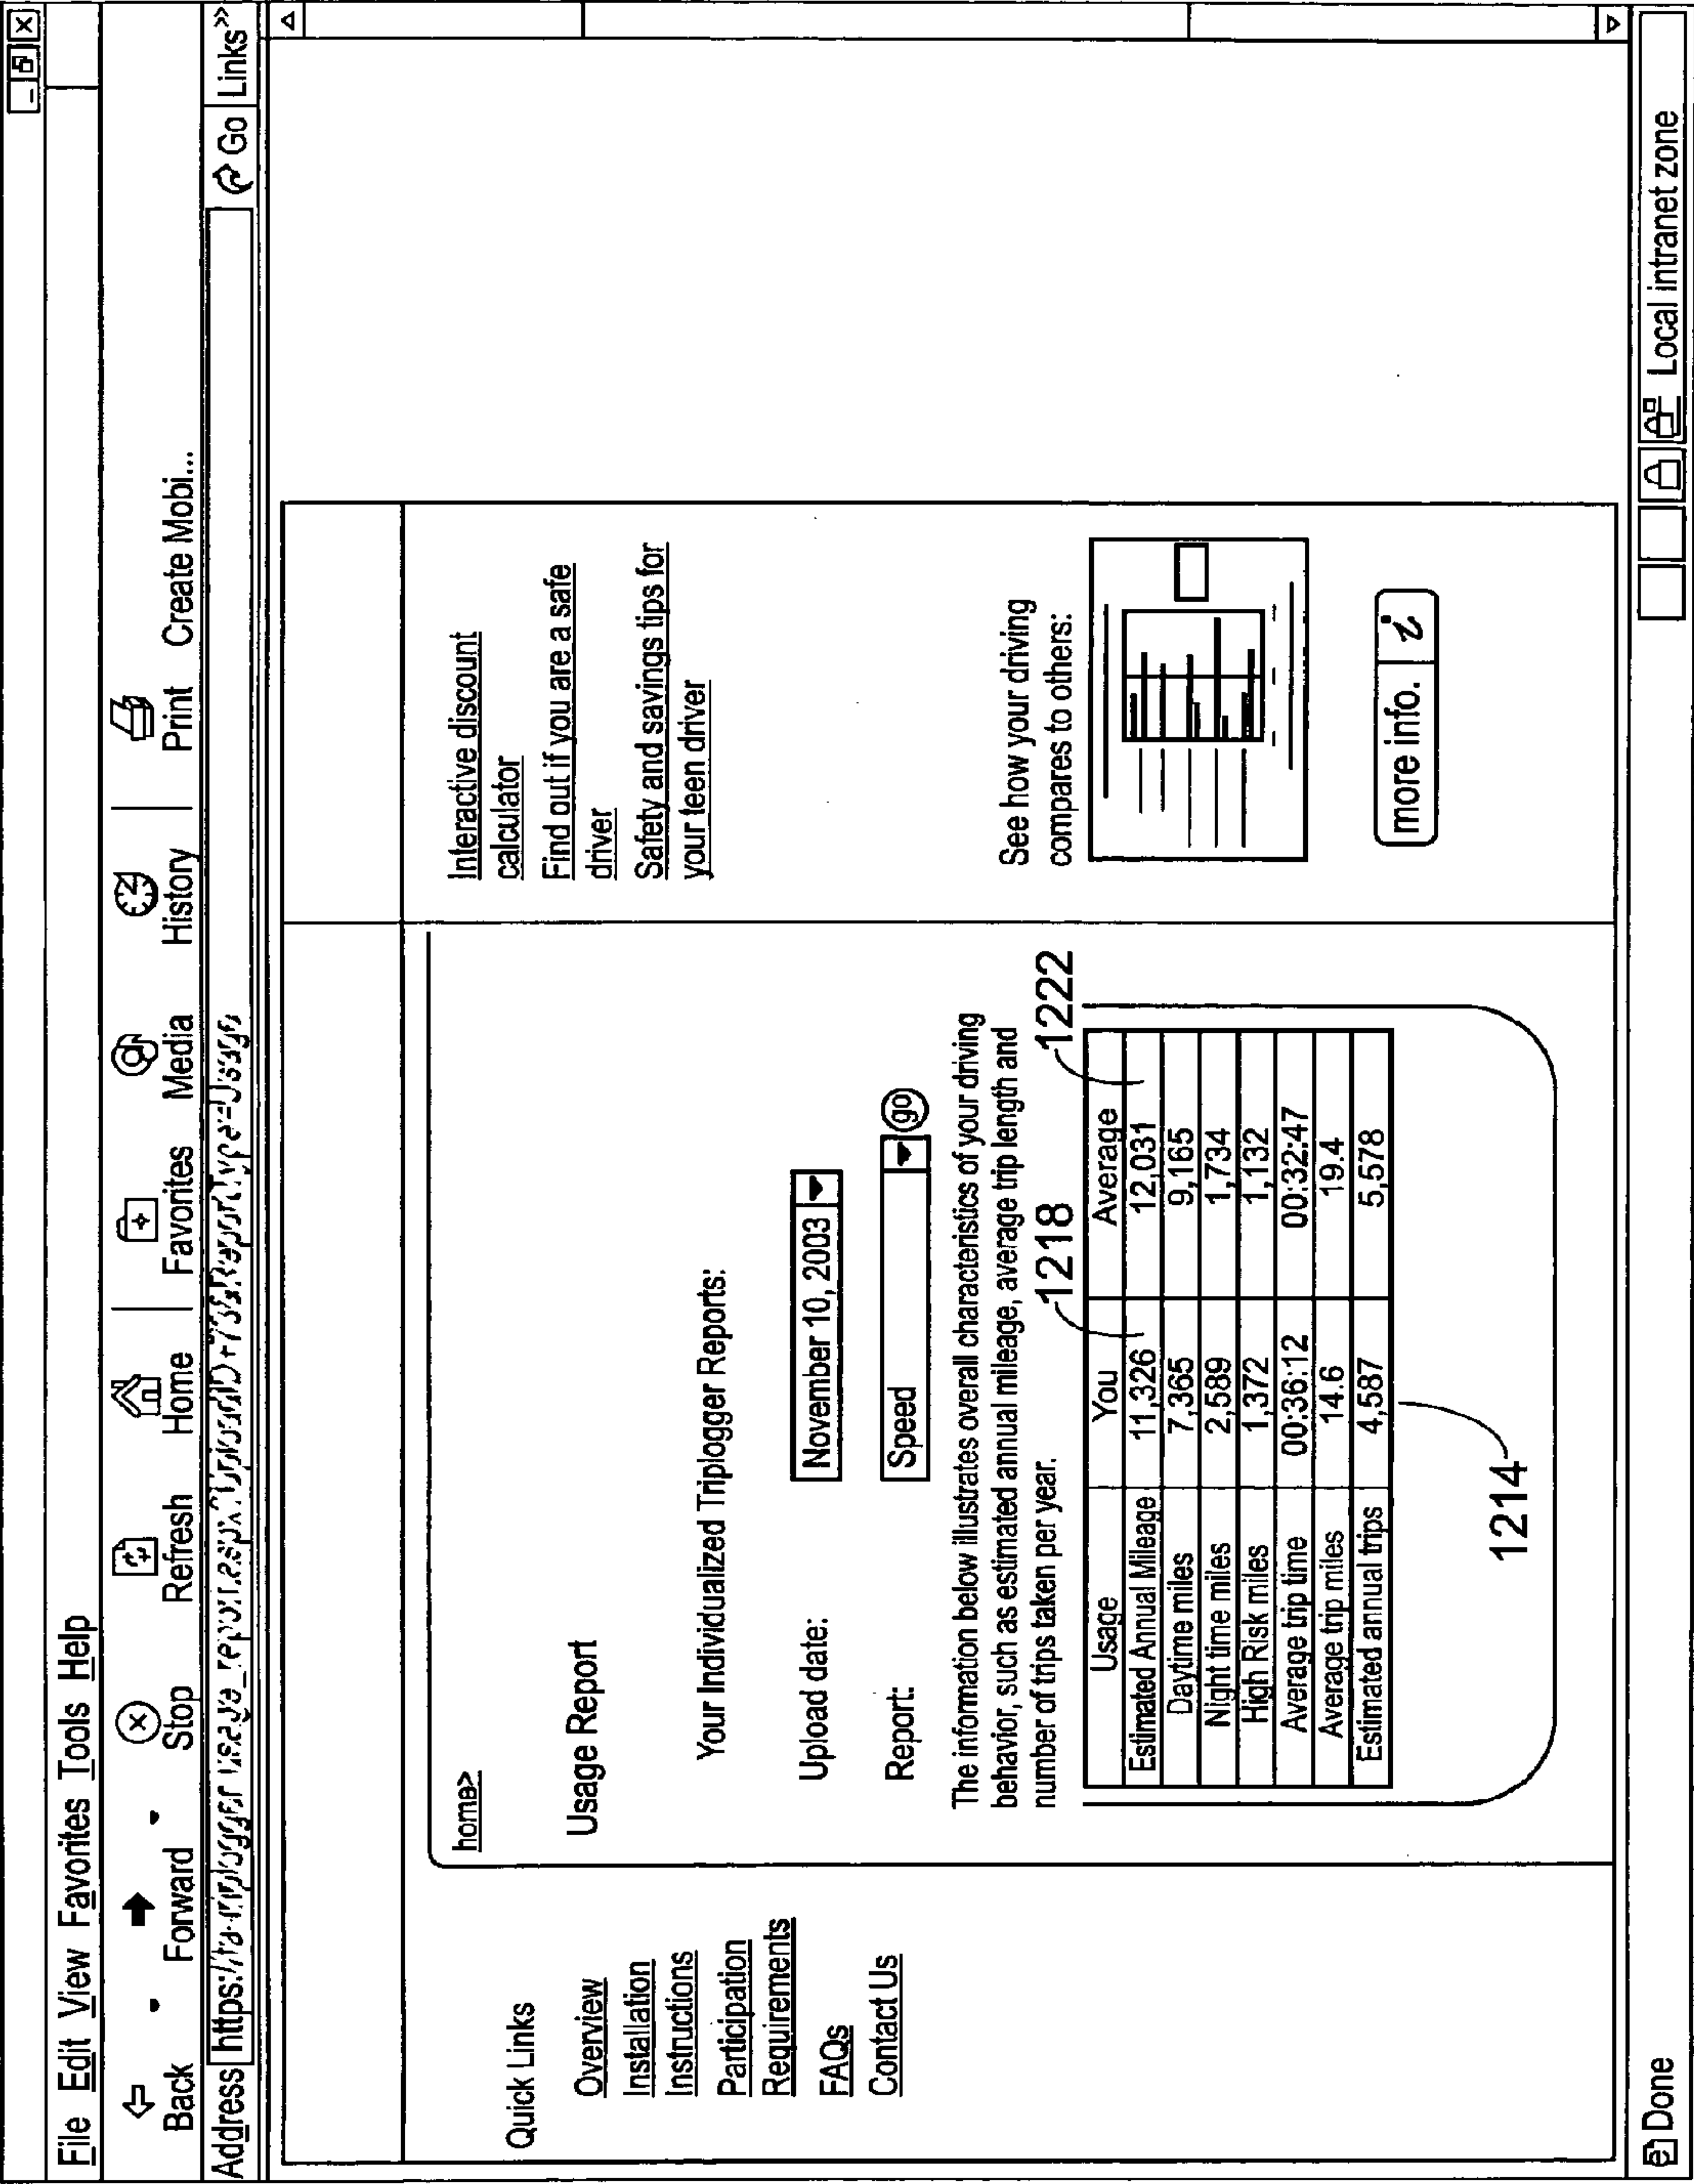 File Edit View Favorites Tools Help
Back Forward Stop Refresh Home Favorites Media History Print Create Mobi...
Address https:// Go Links»
Quick Links
Overview
Installation
Instructions
Participation
Requirements
FAQs
Contact Us
home>
Usage Report
Your Individualized Triplogger Reports:
Upload date: November 10, 2003
Report: Speed go
The information below illustrates overall characteristics of your driving
behavior, such as estimated annual mileage, average trip length and
number of trips taken per year.
1218 1222
Usage You Average
Estimated Annual Mileage 11,326 12,031
Daytime miles 7,365 9,165
Night time miles 2,589 1,734
High Risk miles 1,372 1,132
Average trip time 00:36:12 00:32:47
Average trip miles 14.6 19.4
Estimated annual trips 4,587 5,578
1214
Interactive discount
calculator
Find out if you are a safe
driver
Safety and savings tips for
your teen driver
See how your driving
compares to others:
more info. i
Done Local intranet zone